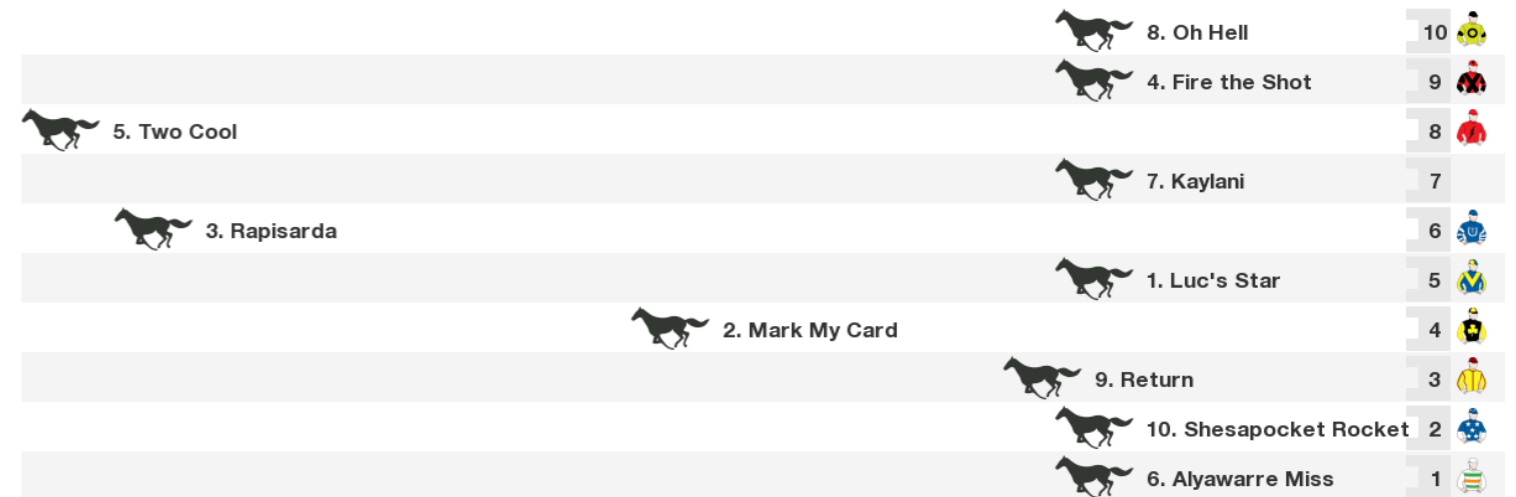 8. Oh Hell 10
4. Fire the Shot 9
5. Two Cool 8
7. Kaylani 7
3. Rapisarda 6
1. Luc's Star 5
2. Mark My Card 4
9. Return 3
10. Shesapocket Rocket 2
6. Alyawarre Miss 1